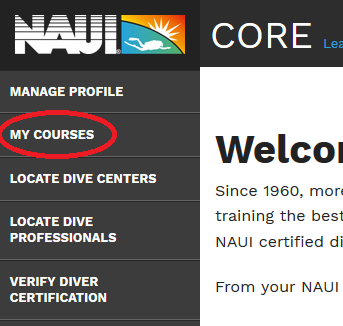 NAUI
CORE Lea
MANAGE PROFILE
MY COURSES
LOCATE DIVE CENTERS
LOCATE DIVE
PROFESSIONALS
VERIFY DIVER
CERTIFICATION
Welco
Since 1960, more
training the best
NAUI certified di
From your NAUI